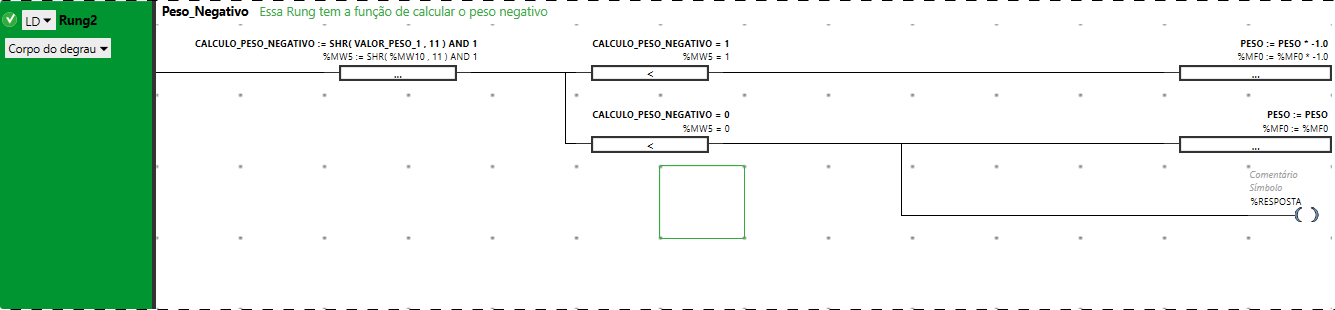 LD Rung2
Corpo do degrau
Peso_Negativo Essa Rung tem a função de calcular o peso negativo
CALCULO_PESO_NEGATIVO := SHR( VALOR_PESO_1 , 11 ) AND 1
%MW5 := SHR( %MW10 , 11 ) AND 1
...
CALCULO_PESO_NEGATIVO = 1
%MW5 = 1
<
PESO := PESO * -1.0
%MF0 := %MF0 * -1.0
...
CALCULO_PESO_NEGATIVO = 0
%MW5 = 0
<
PESO := PESO
%MF0 := %MF0
...
Comentário
Símbolo
%RESPOSTA